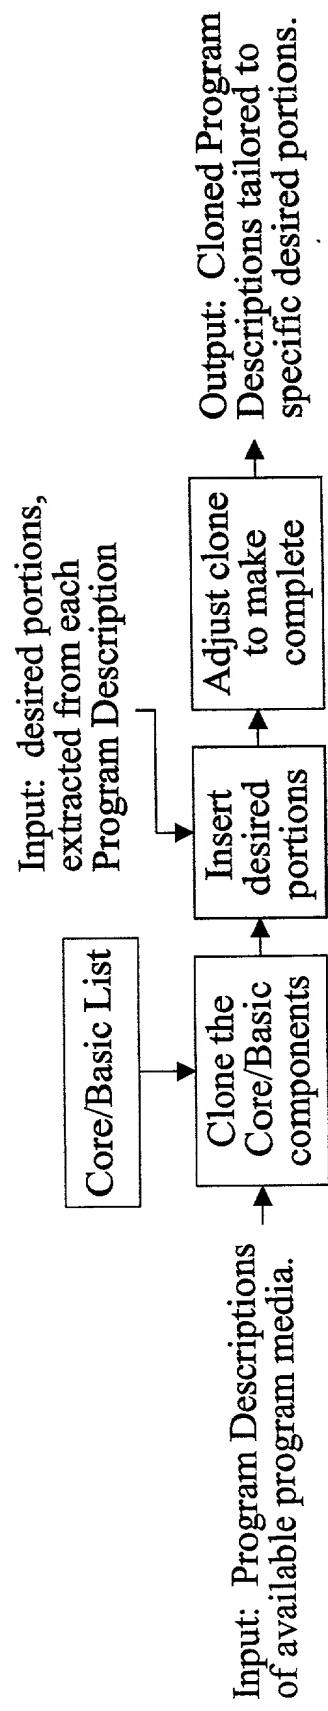 Input:  Program Descriptions
of available program media.
Core/Basic List
Clone the
Core/Basic
components
Input:  desired portions,
extracted from each
Program Description
Insert
desired
portions
Adjust clone
to make
complete
Output:  Cloned Program
Descriptions tailored to
specific desired portions.